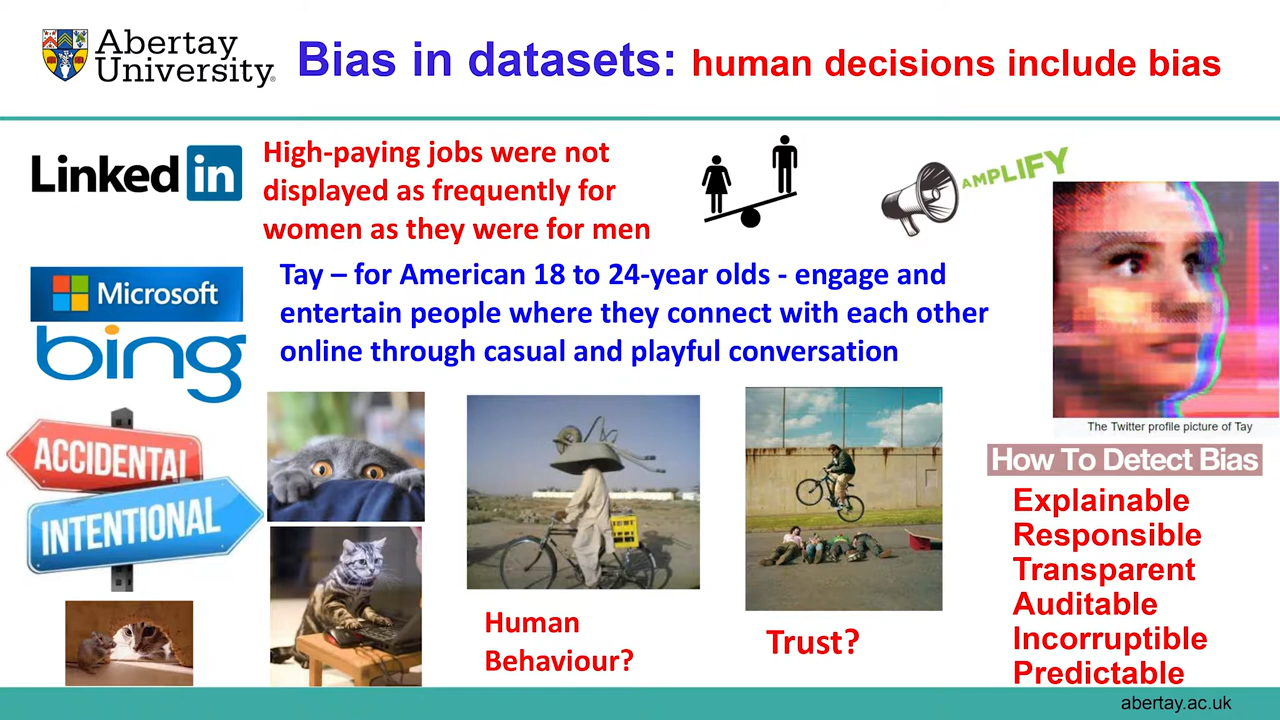 Abertay
University
Bias in datasets: human decisions include bias
Linked in
High-paying jobs were not
displayed as frequently for
women as they were for men
AMPLIFY
Microsoft
bing
Tay – for American 18 to 24-year olds - engage and
entertain people where they connect with each other
online through casual and playful conversation
The Twitter profile picture of Tay
ACCIDENTAL
INTENTIONAL
Human
Behaviour?
Trust?
How To Detect Bias
Explainable
Responsible
Transparent
Auditable
Incorruptible
Predictable
abertay.ac.uk